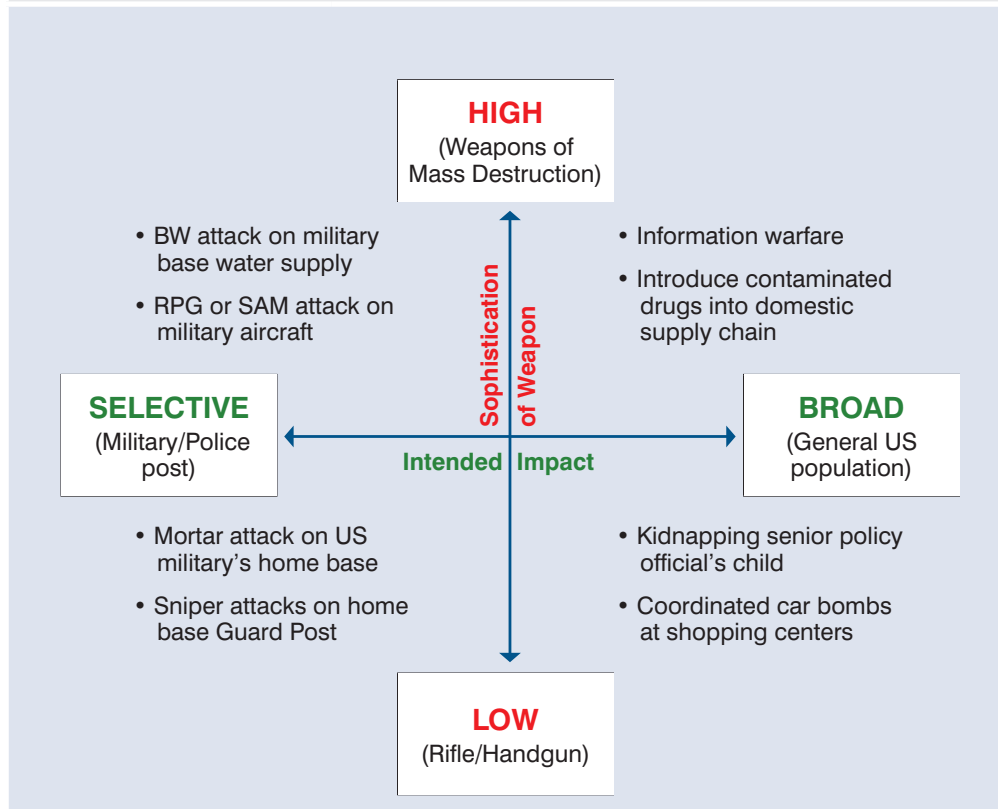 HIGH
(Weapons of
Mass Destruction)
• BW attack on military
base water supply
• RPG or SAM attack on
military aircraft
• Information warfare
• Introduce contaminated
drugs into domestic
supply chain
Sophistication
of Weapon
SELECTIVE
(Military/Police
post)
BROAD
(General US
population)
Intended Impact
• Mortar attack on US
military’s home base
• Sniper attacks on home
base Guard Post
• Kidnapping senior policy
official’s child
• Coordinated car bombs
at shopping centers
LOW
(Rifle/Handgun)